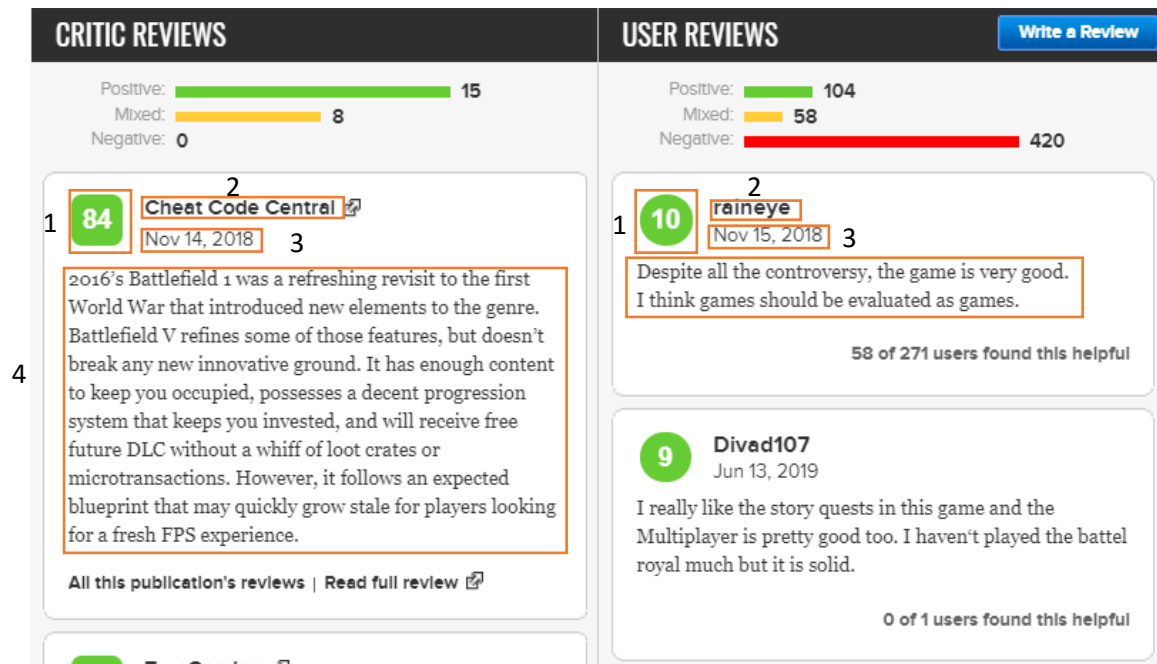 CRITIC REVIEWS
Positive: 15
Mixed: 8
Negative: 0
2
1 84 Cheat Code Central
Nov 14, 2018 3
4
2016's Battlefield 1 was a refreshing revisit to the first
World War that introduced new elements to the genre.
Battlefield V refines some of those features, but doesn't
break any new innovative ground. It has enough content
to keep you occupied, possesses a decent progression
system that keeps you invested, and will receive free
future DLC without a whiff of loot crates or
microtransactions. However, it follows an expected
blueprint that may quickly grow stale for players looking
for a fresh FPS experience.
All this publication's reviews | Read full review
USER REVIEWS
Write a Review
Positive: 104
Mixed: 58
Negative: 420
2
1 10 raineye
Nov 15, 2018 3
Despite all the controversy, the game is very good.
I think games should be evaluated as games.
58 of 271 users found this helpful
9 Divad107
Jun 13, 2019
I really like the story quests in this game and the
Multiplayer is pretty good too. I haven't played the battel
royal much but it is solid.
0 of 1 users found this helpful